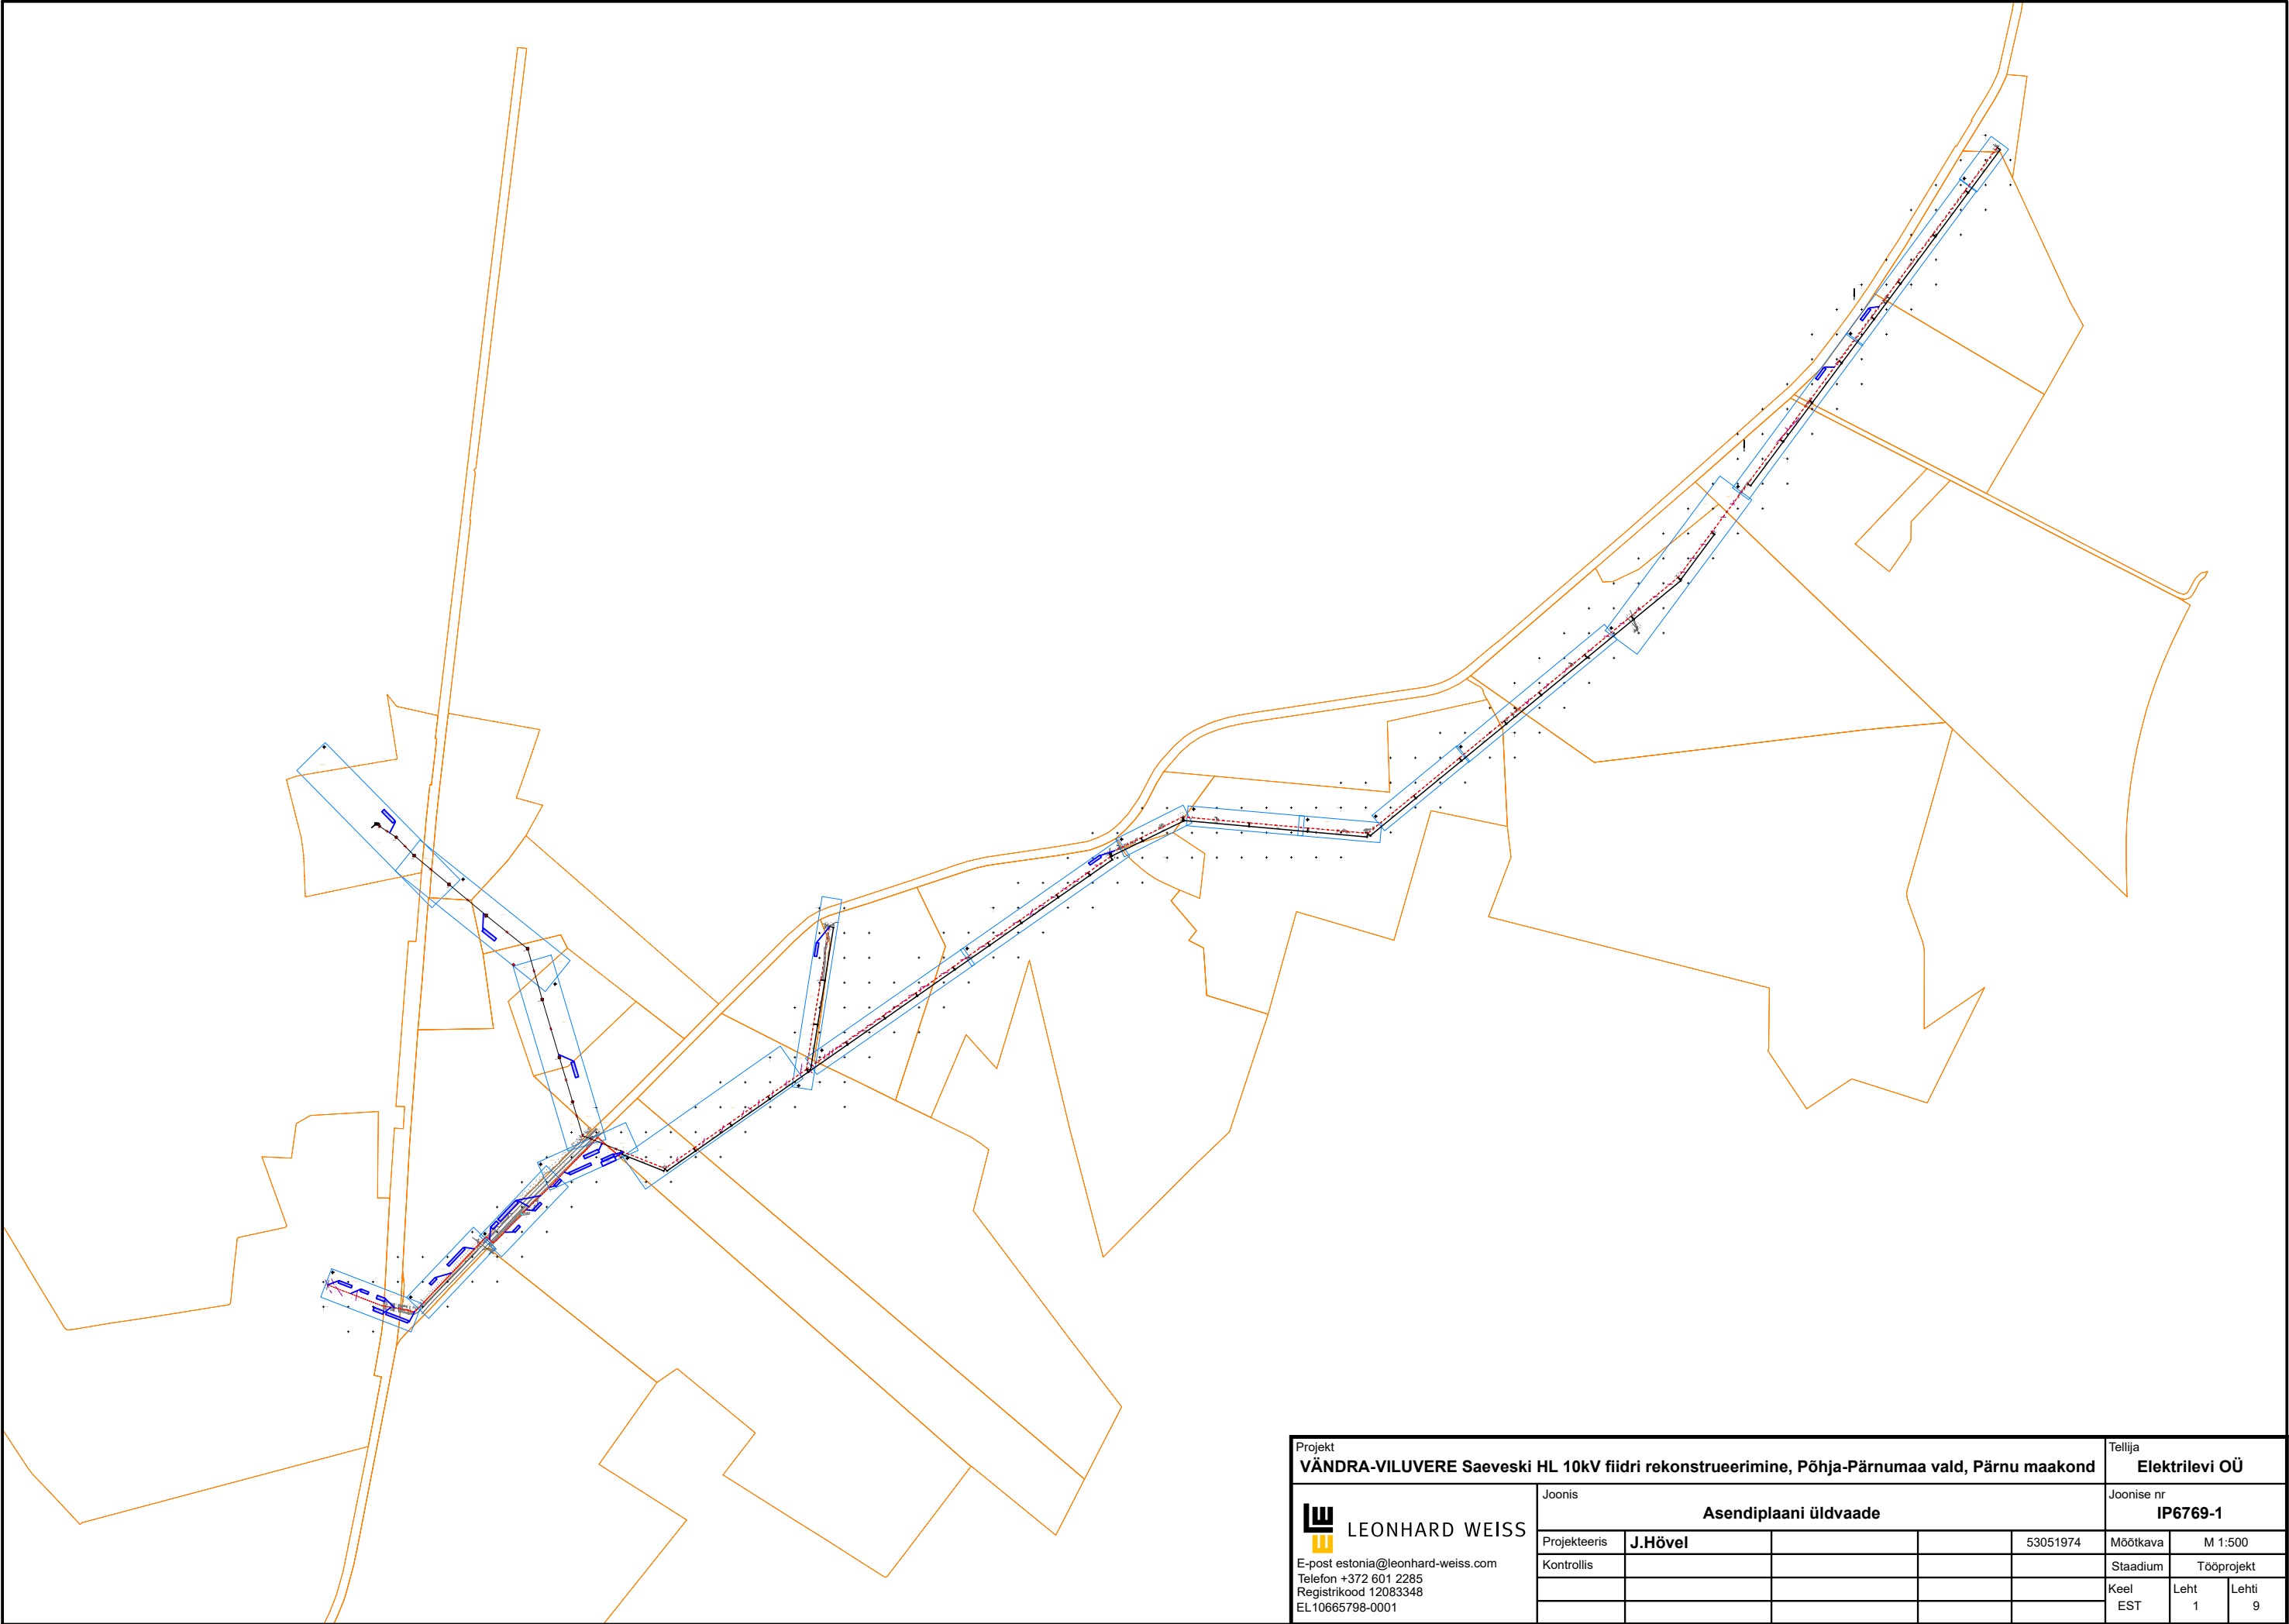 Projekt
VÄNDRA-VILUVERE Saeveski HL 10kV fiidri rekonstrueerimine, Põhja-Pärnumaa vald, Pärnu maakond
Tellija
Elektrilevi OÜ
LEONHARD WEISS
E-post estonia@leonhard-weiss.com
Telefon +372 601 2285
Registrikood 12083348
EL10665798-0001
Joonis
Asendiplaani üldvaade
Joonise nr
IP6769-1
Projekteeris J.Hövel 53051974
Mõõtkava M 1:500
Kontrollis
Staadium Tööprojekt
Keel Leht Lehti
EST 1 9